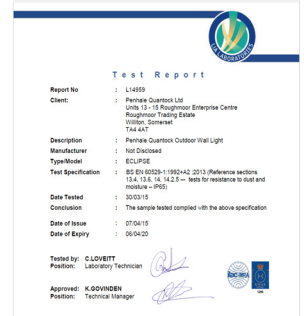 LIA LABORATORIES
Test Report
Report No : L14959
Client: : Penhale Quantock Ltd
Units 13 - 15 Roughmoor Enterprise Centre
Roughmoor Trading Estate
Williton, Somerset
TA4 4AT
Description : Penhale Quantock Outdoor Wall Light
Manufacturer : Not Disclosed
Type/Model : ECLIPSE
Test Specification : BS EN 60529-1:1992+A2 :2013 (Reference sections
13.4, 13.6, 14, 14.2.5 — tests for resistance to dust and
moisture – IP65)
Date Tested : 30/03/15
Conclusion : The sample tested complied with the above specification
Date of Issue : 07/04/15
Date of Expiry : 06/04/20
Tested by: C.LOVEITT
Position: Laboratory Technician
Approved: K.GOVINDEN
Position: Technical Manager